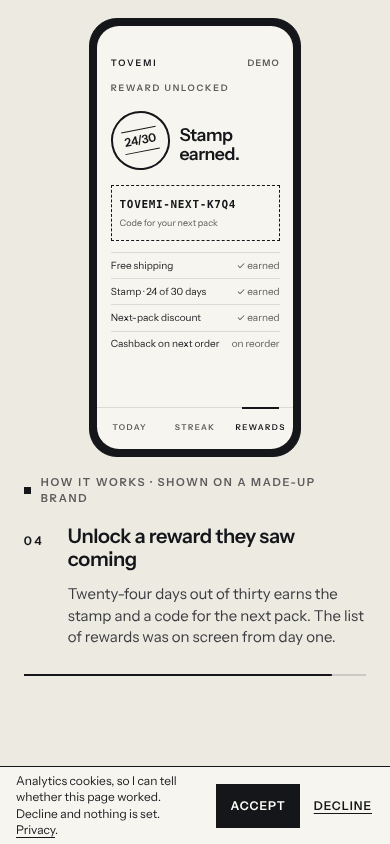 TOVEMI DEMO
REWARD UNLOCKED
24/30
Stamp
earned.
TOVEMI-NEXT-K7Q4
Code for your next pack
Free shipping ✓ earned
Stamp · 24 of 30 days ✓ earned
Next-pack discount ✓ earned
Cashback on next order on reorder
TODAY STREAK REWARDS
HOW IT WORKS · SHOWN ON A MADE-UP
BRAND
04
Unlock a reward they saw
coming
Twenty-four days out of thirty earns the
stamp and a code for the next pack. The list
of rewards was on screen from day one.
Analytics cookies, so I can tell
whether this page worked.
Decline and nothing is set.
Privacy.
ACCEPT DECLINE